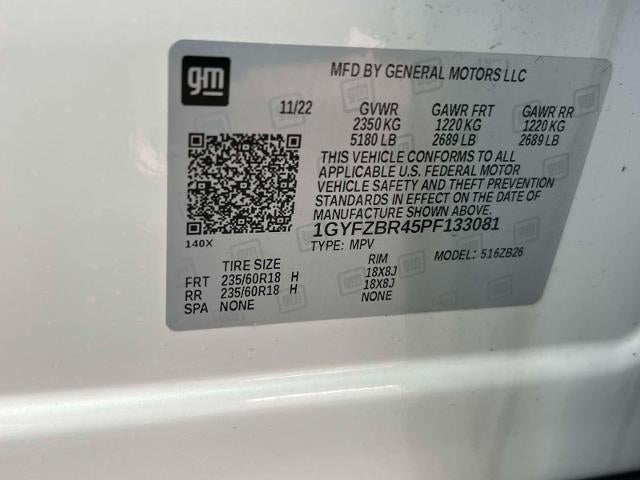 gm
MFD BY GENERAL MOTORS LLC
11/22 GVWR GAWR FRT GAWR RR
2350 KG 1220 KG 1220 KG
5180 LB 2689 LB 2689 LB
THIS VEHICLE CONFORMS TO ALL
APPLICABLE U.S. FEDERAL MOTOR
VEHICLE SAFETY AND THEFT PREVENTION
STANDARDS IN EFFECT ON THE DATE OF
MANUFACTURE SHOWN ABOVE.
140X
1GYFZBR45PF133081
TYPE: MPV MODEL: 516ZB26
TIRE SIZE RIM
FRT 235/60R18 H 18X8J
RR 235/60R18 H 18X8J
SPA NONE NONE